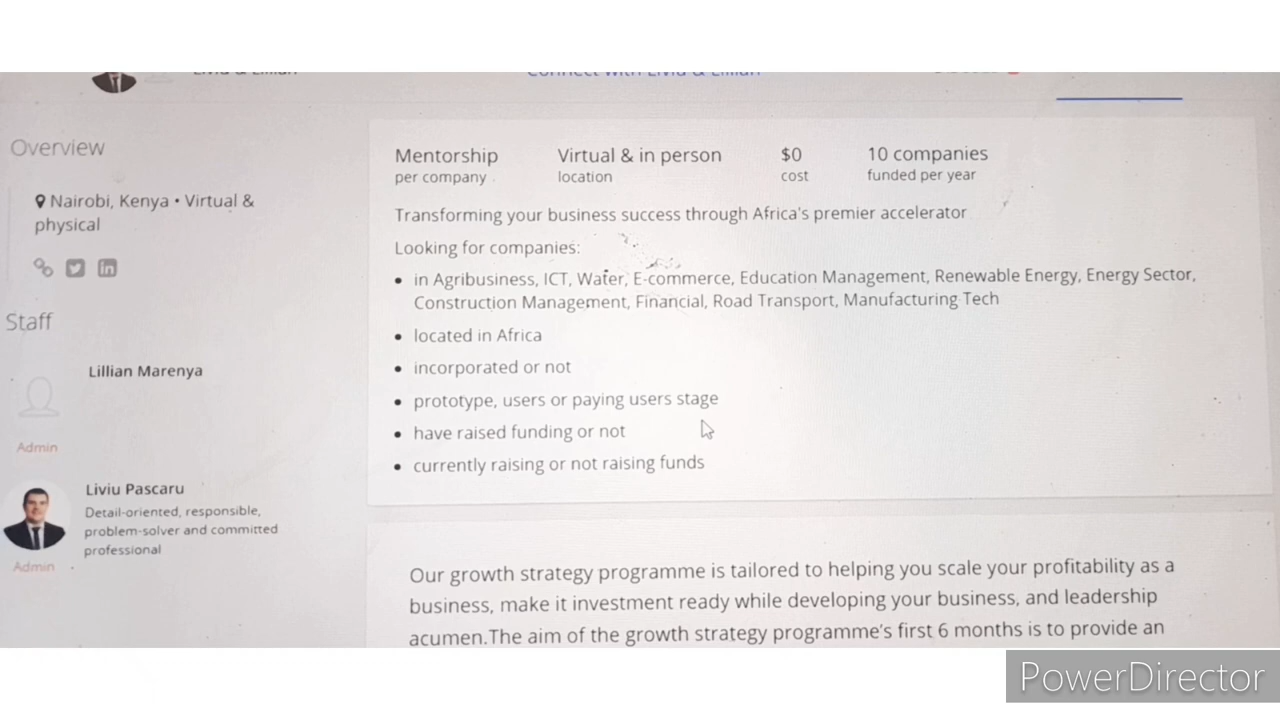 Overview
Nairobi, Kenya • Virtual &
physical
Staff
Lillian Marenya
Admin
Liviu Pascaru
Detail-oriented, responsible,
problem-solver and committed
professional
Admin
Mentorship
per company
Virtual & in person
location
$0
cost
10 companies
funded per year
Transforming your business success through Africa's premier accelerator
Looking for companies:
• in Agribusiness, ICT, Water, E-commerce, Education Management, Renewable Energy, Energy Sector,
Construction Management, Financial, Road Transport, Manufacturing Tech
• located in Africa
• incorporated or not
• prototype, users or paying users stage
• have raised funding or not
• currently raising or not raising funds
Our growth strategy programme is tailored to helping you scale your profitability as a
business, make it investment ready while developing your business, and leadership
acumen.The aim of the growth strategy programme's first 6 months is to provide an
PowerDirector